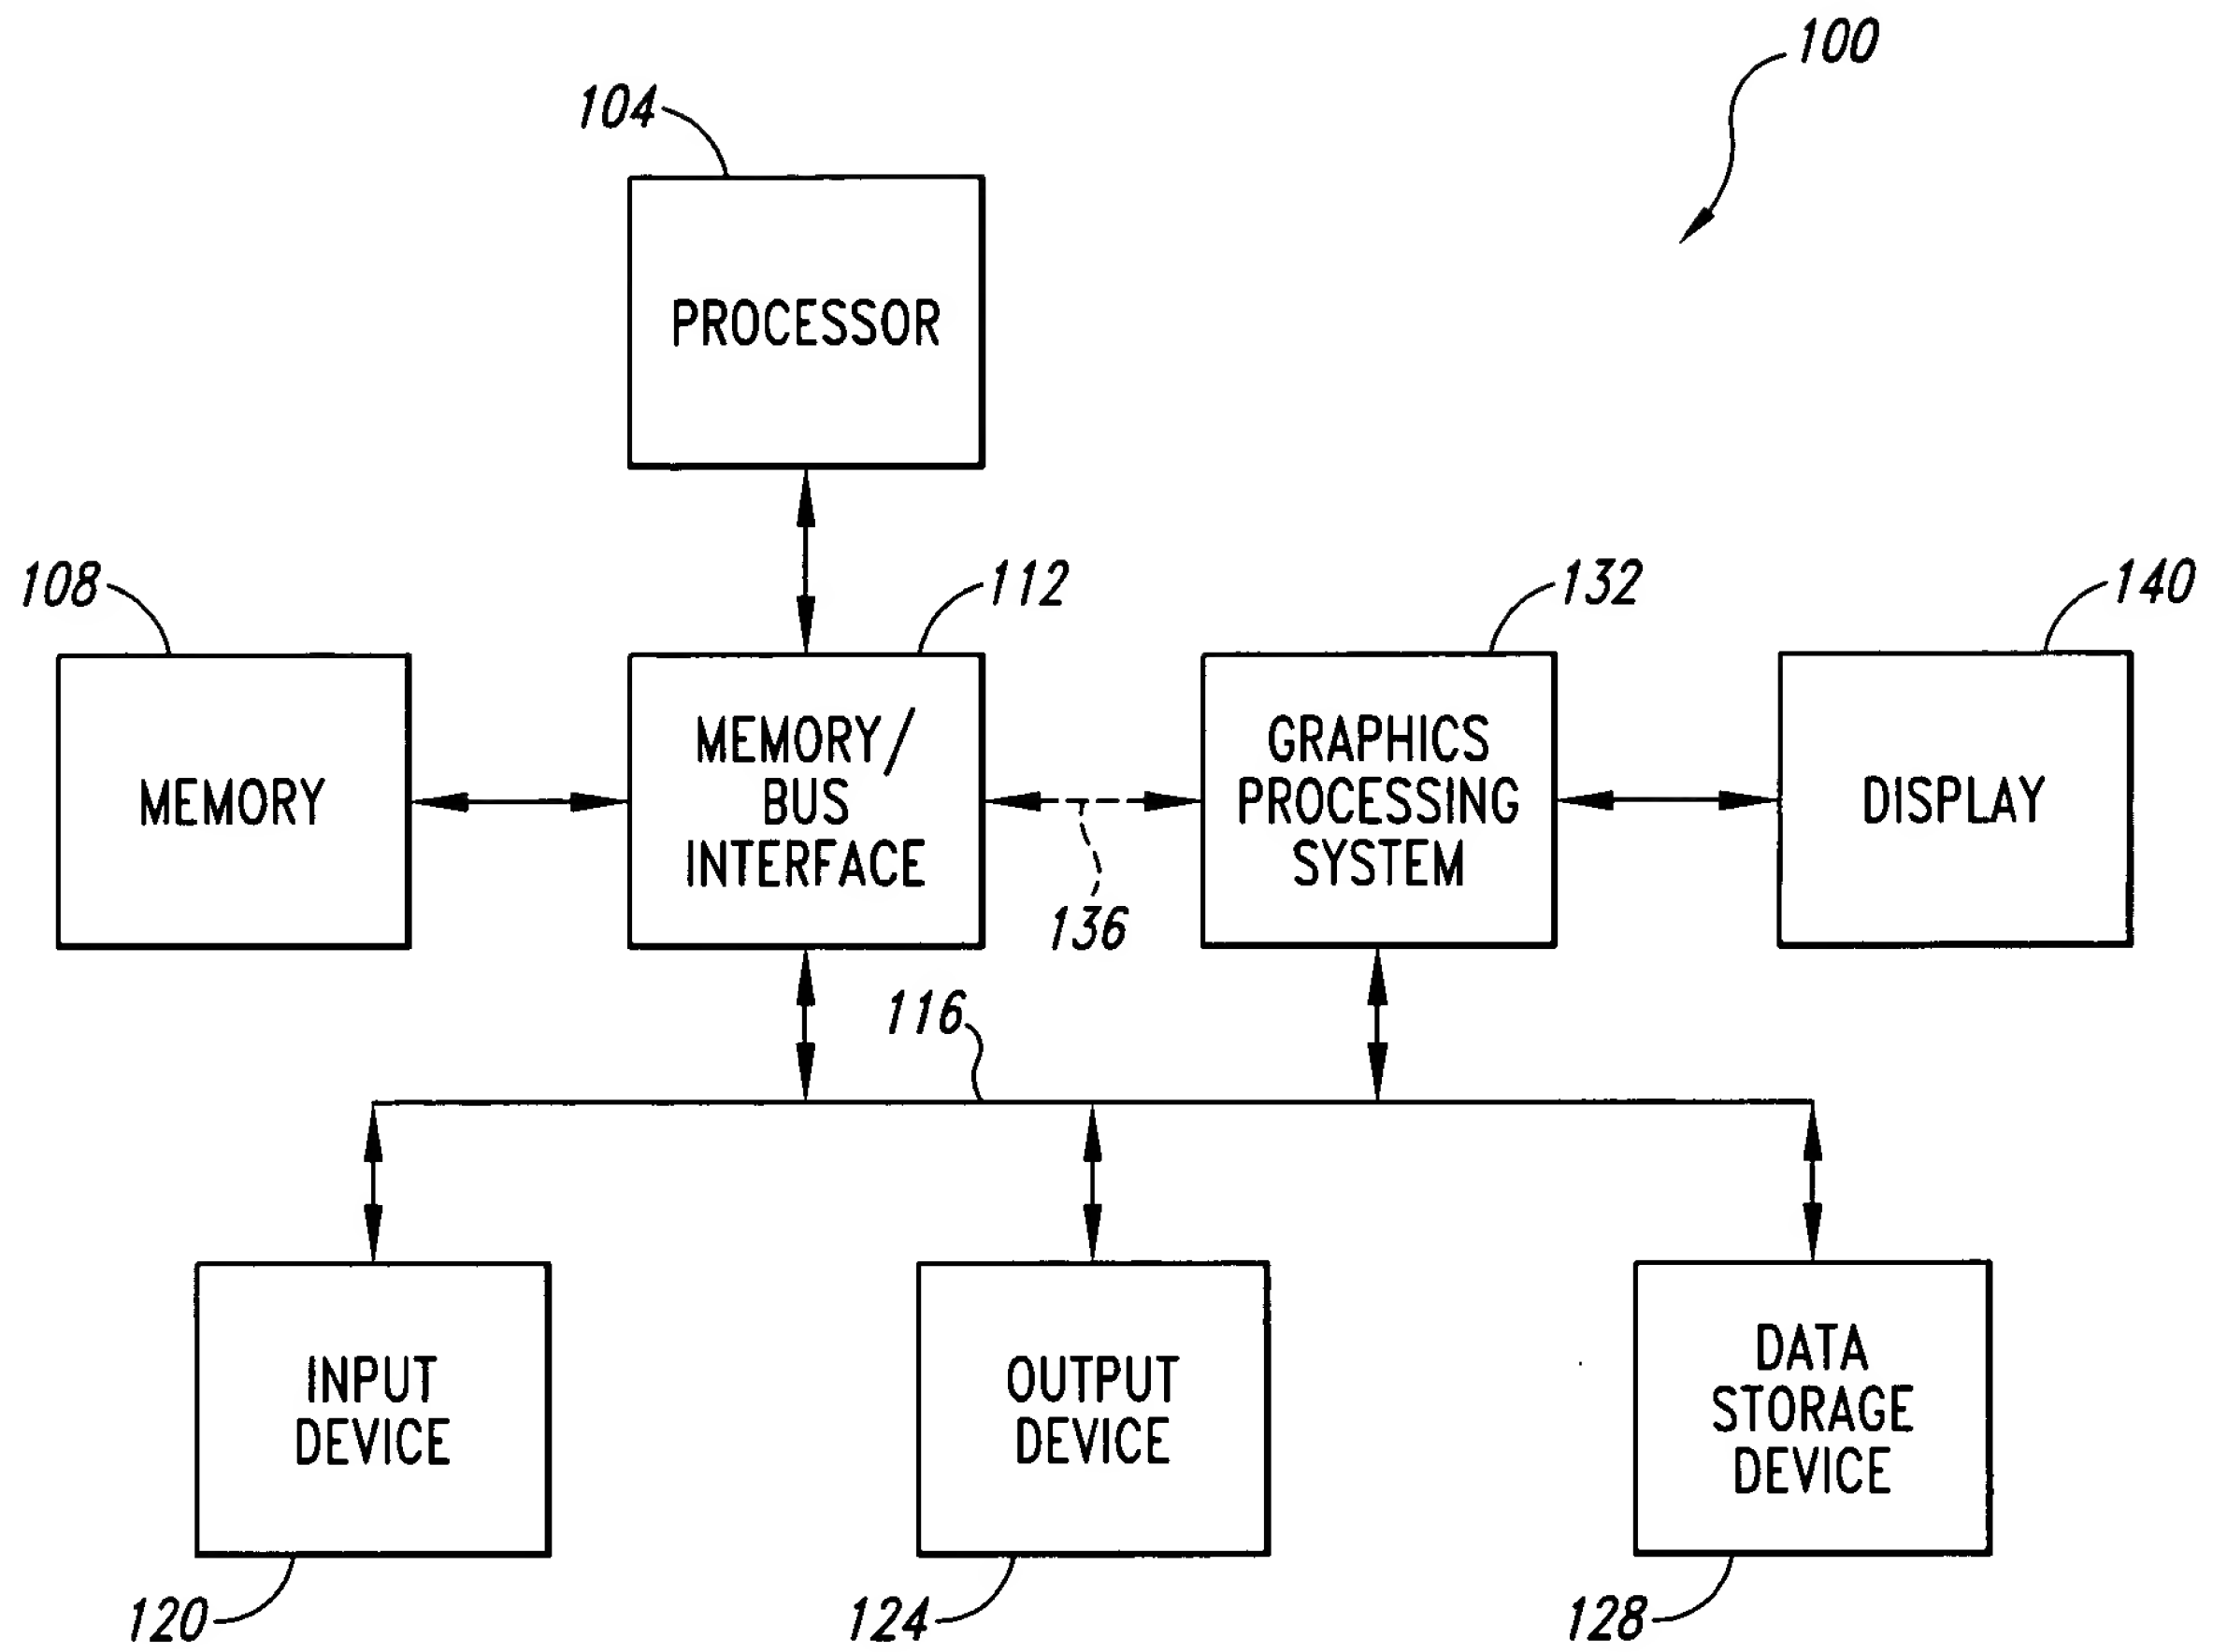 100
104
PROCESSOR
108
112
132
140
MEMORY
MEMORY/
BUS
INTERFACE
GRAPHICS
PROCESSING
SYSTEM
DISPLAY
136
116
INPUT
DEVICE
OUTPUT
DEVICE
DATA
STORAGE
DEVICE
120
124
128